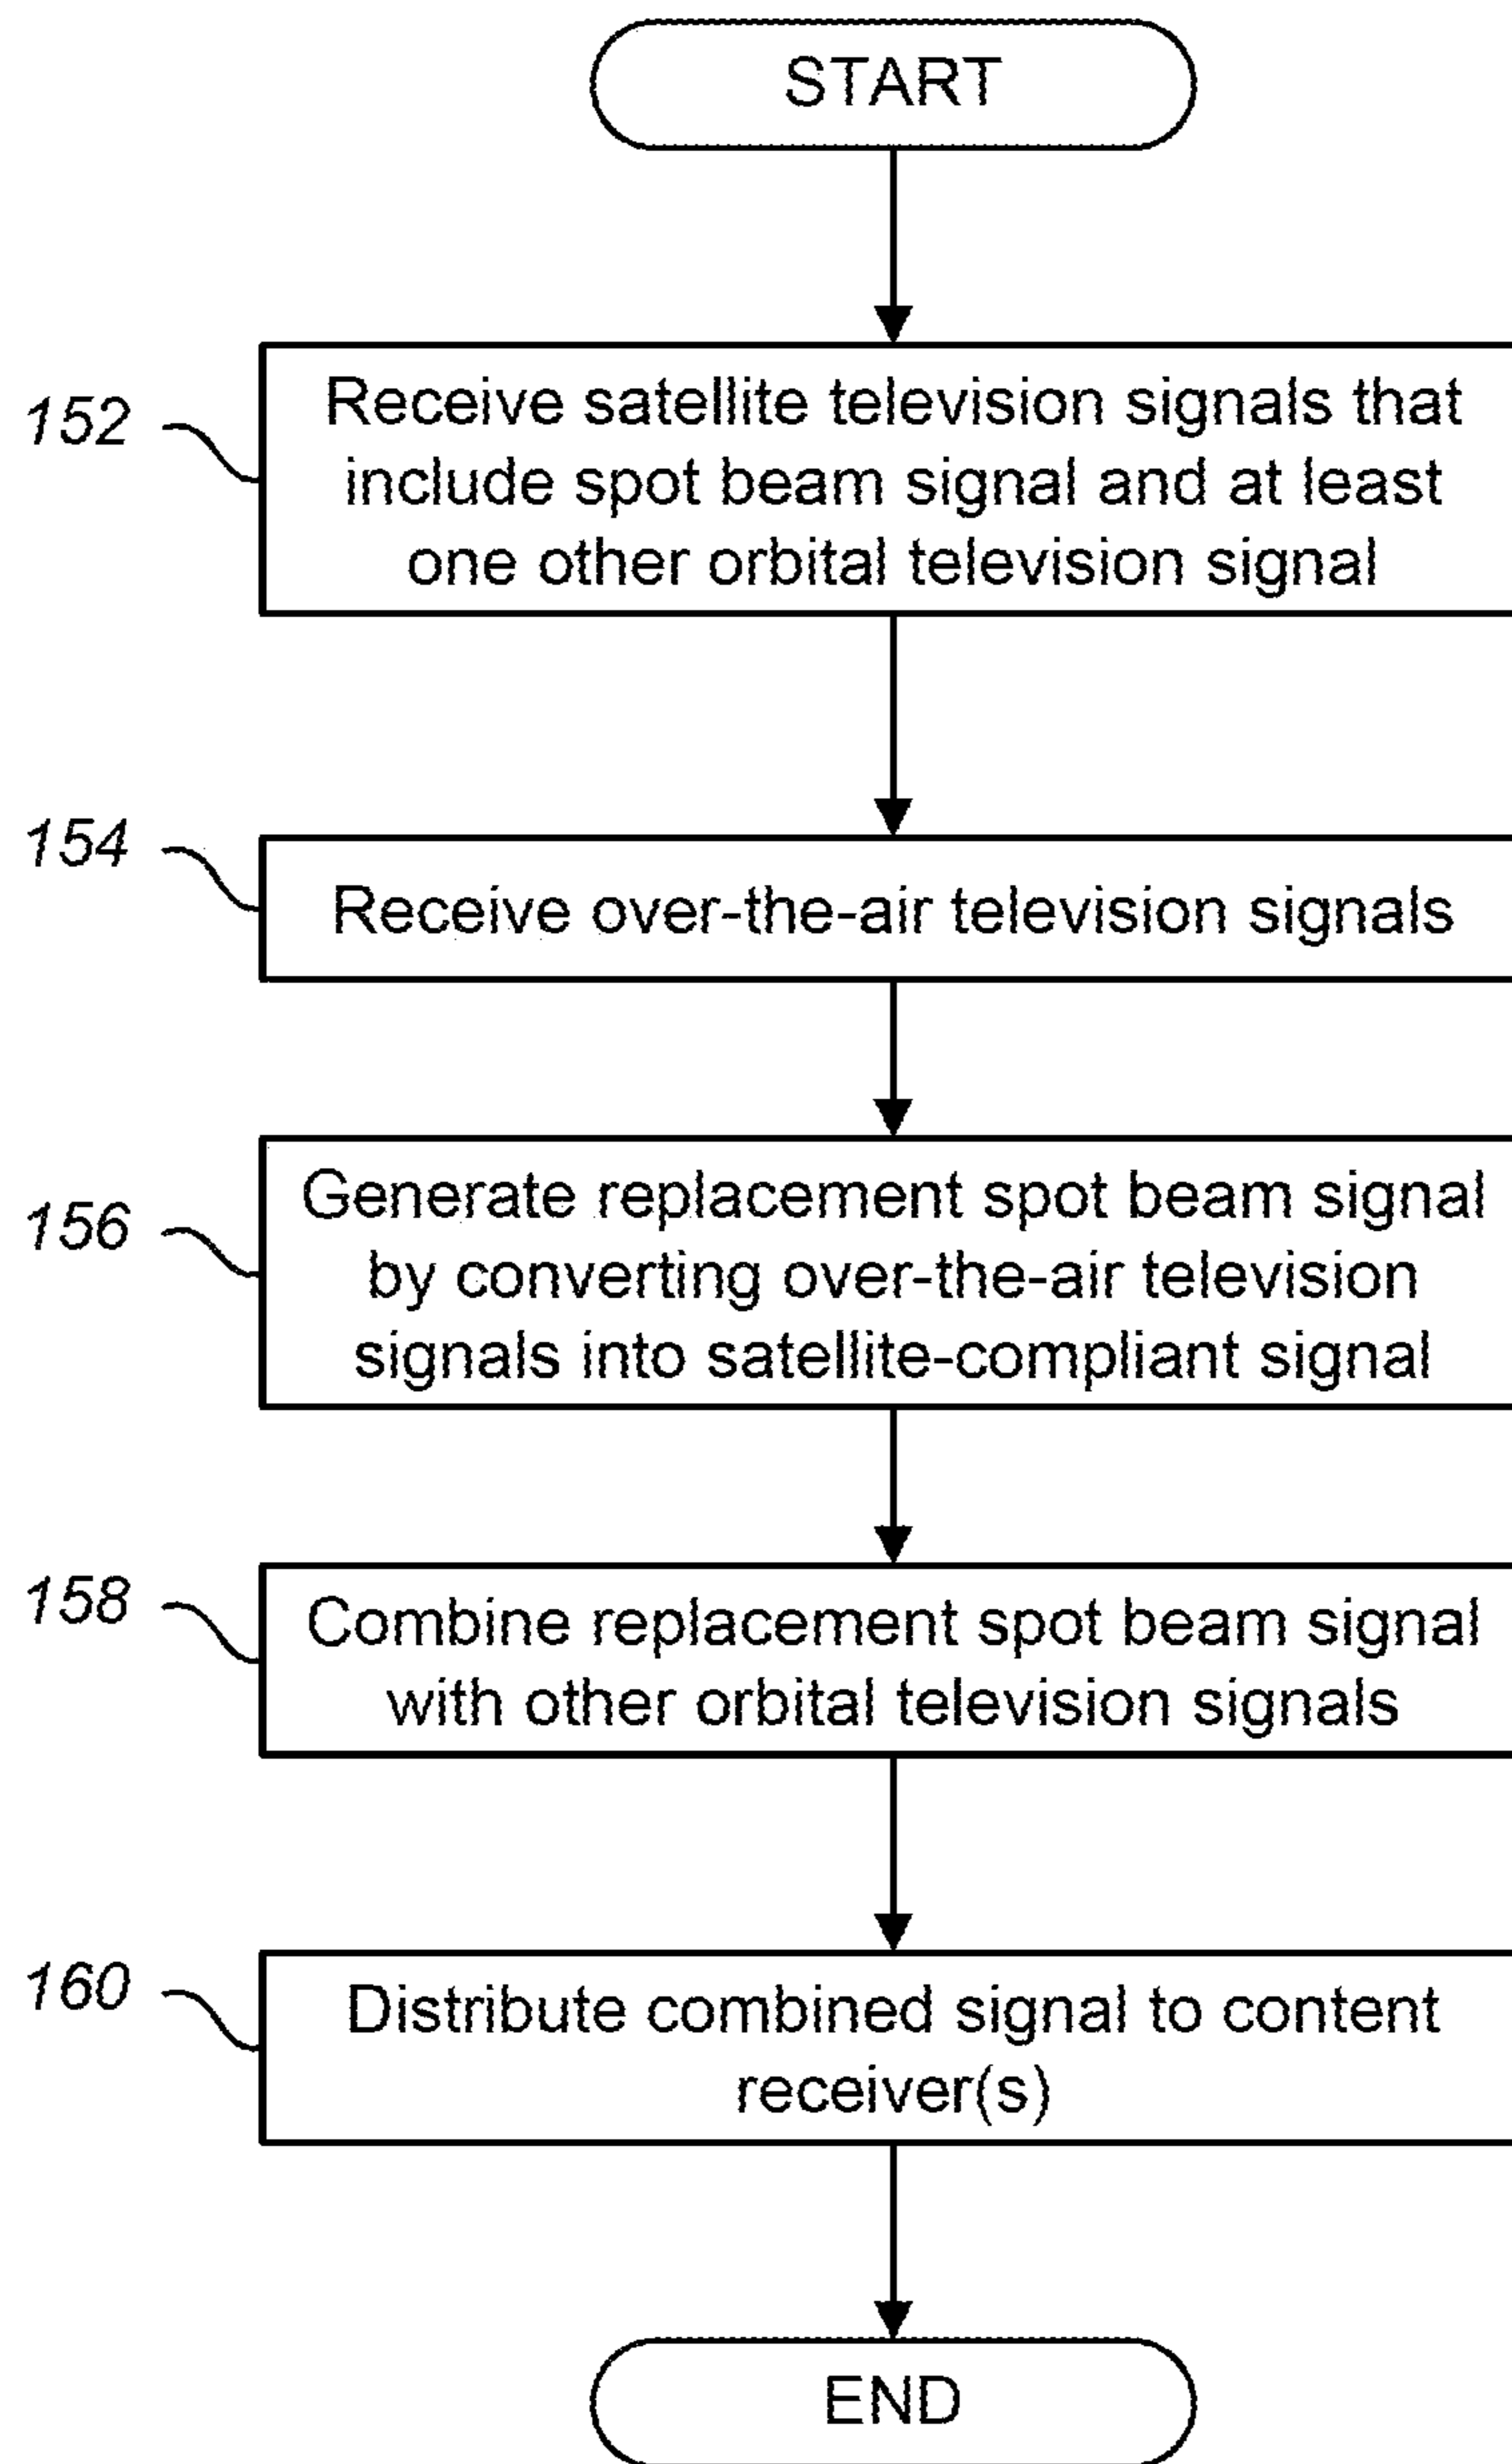 START
152
Receive satellite television signals that
include spot beam signal and at least
one other orbital television signal
154
Receive over-the-air television signals
156
Generate replacement spot beam signal
by converting over-the-air television
signals into satellite-compliant signal
158
Combine replacement spot beam signal
with other orbital television signals
160
Distribute combined signal to content
receiver(s)
END